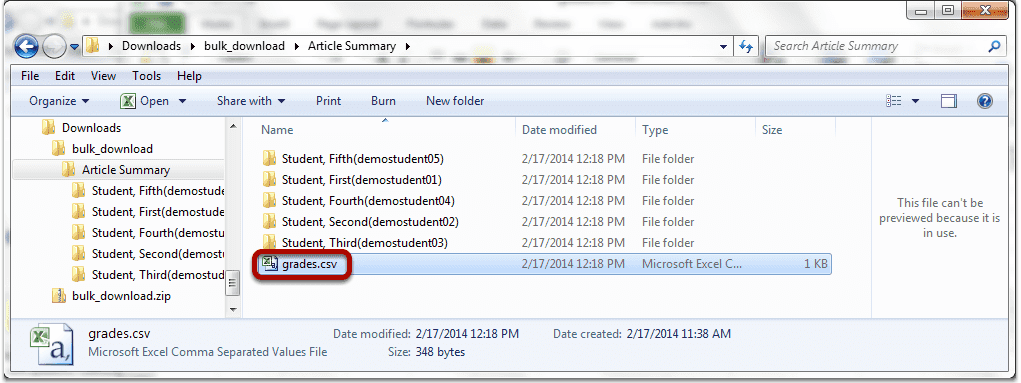 Downloads bulk_download Article Summary Search Article Summary
File Edit View Tools Help
Organize Open Share with Print Burn New folder
Downloads
bulk_download
Article Summary
Student, Fifth(demostude
Student, First(demostude
Student, Fourth(demostu
Student, Second(demost
Student, Third(demostud
bulk_download.zip
Name Date modified Type Size
Student, Fifth(demostudent05) 2/17/2014 12:18 PM File folder
Student, First(demostudent01) 2/17/2014 12:18 PM File folder
Student, Fourth(demostudent04) 2/17/2014 12:18 PM File folder
Student, Second(demostudent02) 2/17/2014 12:18 PM File folder
Student, Third(demostudent03) 2/17/2014 12:18 PM File folder
grades.csv 2/17/2014 12:18 PM Microsoft Excel C... 1 KB
This file can't be
previewed because it is
in use.
grades.csv Date modified: 2/17/2014 12:18 PM Date created: 2/17/2014 11:38 AM
Microsoft Excel Comma Separated Values File Size: 348 bytes